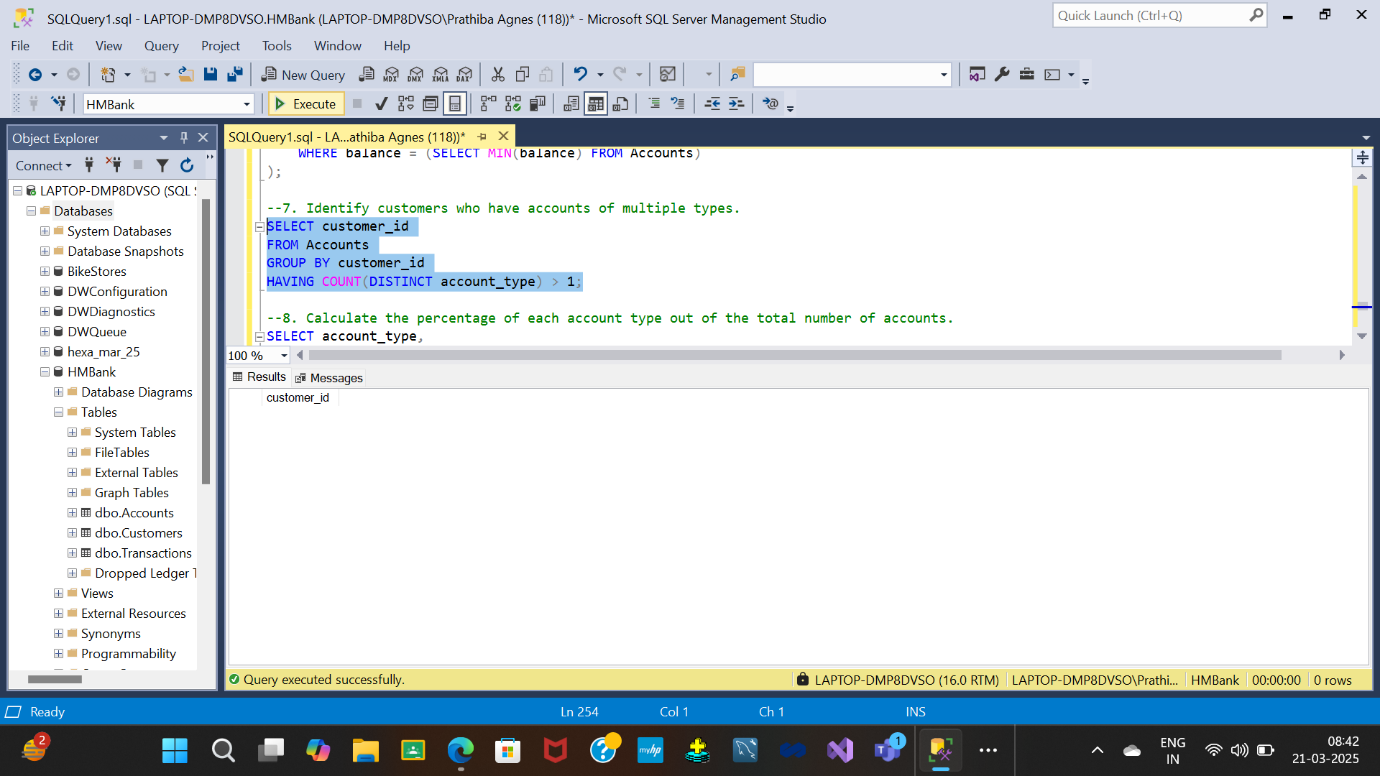 SQLQuery1.sql - LAPTOP-DMP8DVSO.HMBank (LAPTOP-DMP8DVSO\Prathiba Agnes (118))* - Microsoft SQL Server Management Studio
Quick Launch (Ctrl+Q)
File Edit View Query Project Tools Window Help
New Query
MDX DMX XMLA DAX
HMBank
Execute
Object Explorer
SQLQuery1.sql - LA...athiba Agnes (118))*
Connect
LAPTOP-DMP8DVSO (SQL S
Databases
System Databases
Database Snapshots
BikeStores
DWConfiguration
DWDiagnostics
DWQueue
hexa_mar_25
HMBank
Database Diagrams
Tables
System Tables
FileTables
External Tables
Graph Tables
dbo.Accounts
dbo.Customers
dbo.Transactions
Dropped Ledger T
Views
External Resources
Synonyms
Programmability
WHERE balance = (SELECT MIN(balance) FROM Accounts)
);
--7. Identify customers who have accounts of multiple types.
SELECT customer_id
FROM Accounts
GROUP BY customer_id
HAVING COUNT(DISTINCT account_type) > 1;
--8. Calculate the percentage of each account type out of the total number of accounts.
SELECT account_type,
100 %
Results Messages
customer_id
Query executed successfully.
LAPTOP-DMP8DVSO (16.0 RTM) LAPTOP-DMP8DVSO\Prathi... HMBank 00:00:00 0 rows
Ready
Ln 254 Col 1 Ch 1 INS
2
myhp
1
ENG
IN
08:42
21-03-2025